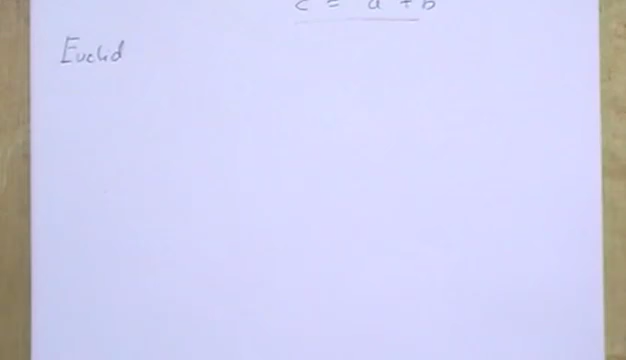 c = a + b
Euclid